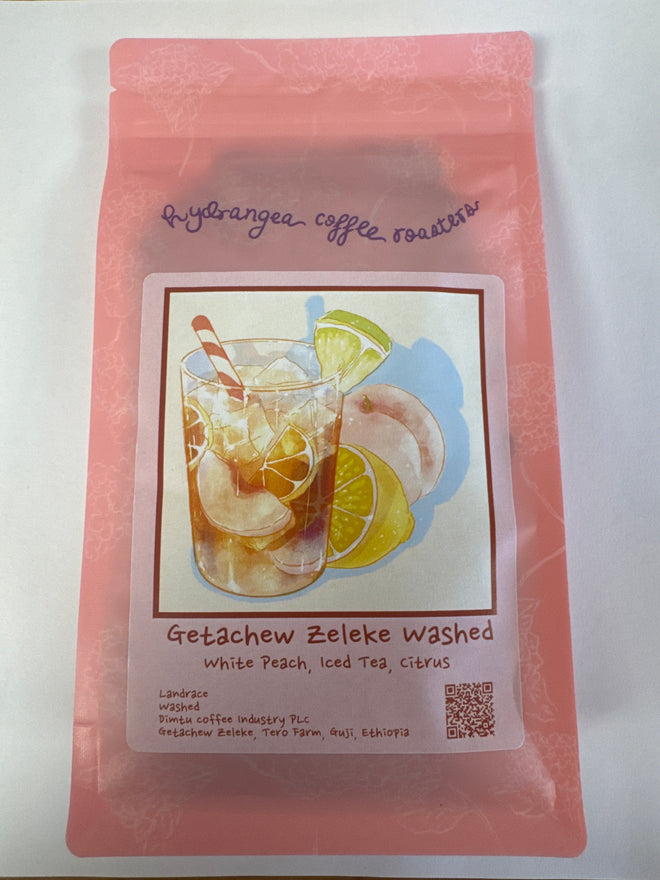 hydrangea coffee roasters
Getachew Zeleke Washed
White Peach, Iced Tea, Citrus
Landrace
Washed
Dimtu Coffee Industry PLC
Getachew Zeleke, Tero Farm, Guji, Ethiopia